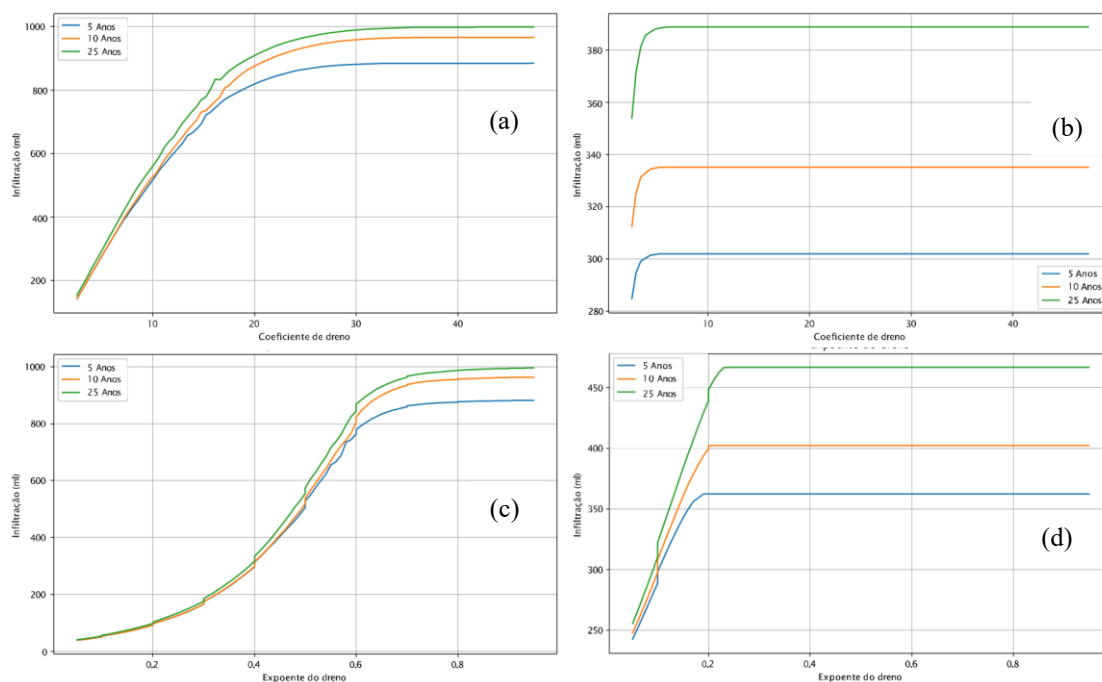 5 Anos
10 Anos
25 Anos
(a)
Infiltração (ml)
1000
800
600
400
200
10
20
30
40
Coeficiente de dreno
(b)
Infiltração (ml)
380
360
340
320
300
280
5 Anos
10 Anos
25 Anos
10
20
30
40
Coeficiente de dreno
5 Anos
10 Anos
25 Anos
(c)
Infiltração (ml)
1000
800
600
400
200
0
0,2
0,4
0,6
0,8
Expoente do dreno
5 Anos
10 Anos
25 Anos
(d)
Infiltração (ml)
450
400
350
300
250
0,2
0,4
0,6
0,8
Expoente do dreno